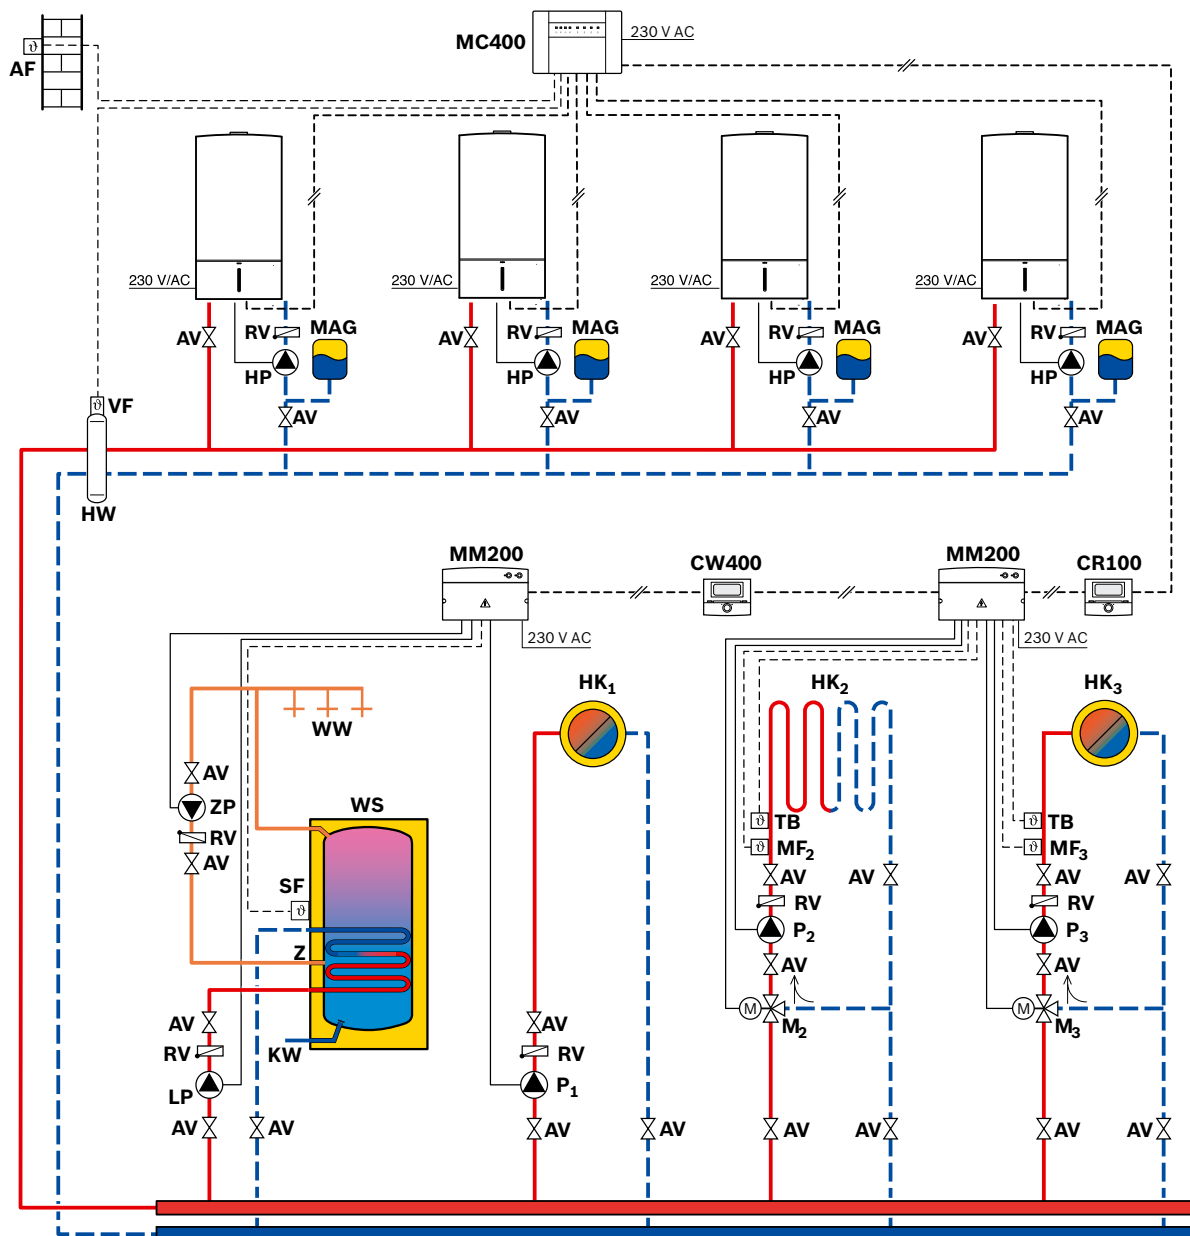 MC400
230 V AC
ϑ
AF
230 V/AC
230 V/AC
230 V/AC
230 V/AC
AV
RV
MAG
AV
RV
MAG
AV
RV
MAG
AV
RV
MAG
HP
HP
HP
HP
ϑ VF
AV
AV
AV
AV
HW
MM200
CW400
MM200
CR100
230 V AC
230 V AC
HK1
HK2
HK3
WW
AV
ZP
WS
RV
AV
ϑ TB
ϑ TB
ϑ MF2
ϑ MF3
AV
AV
AV
AV
SF
ϑ
RV
RV
P2
P3
Z
AV
AV
M
M2
M
M3
AV
AV
RV
KW
RV
LP
P1
AV
AV
AV
AV
AV
AV
AV
AV